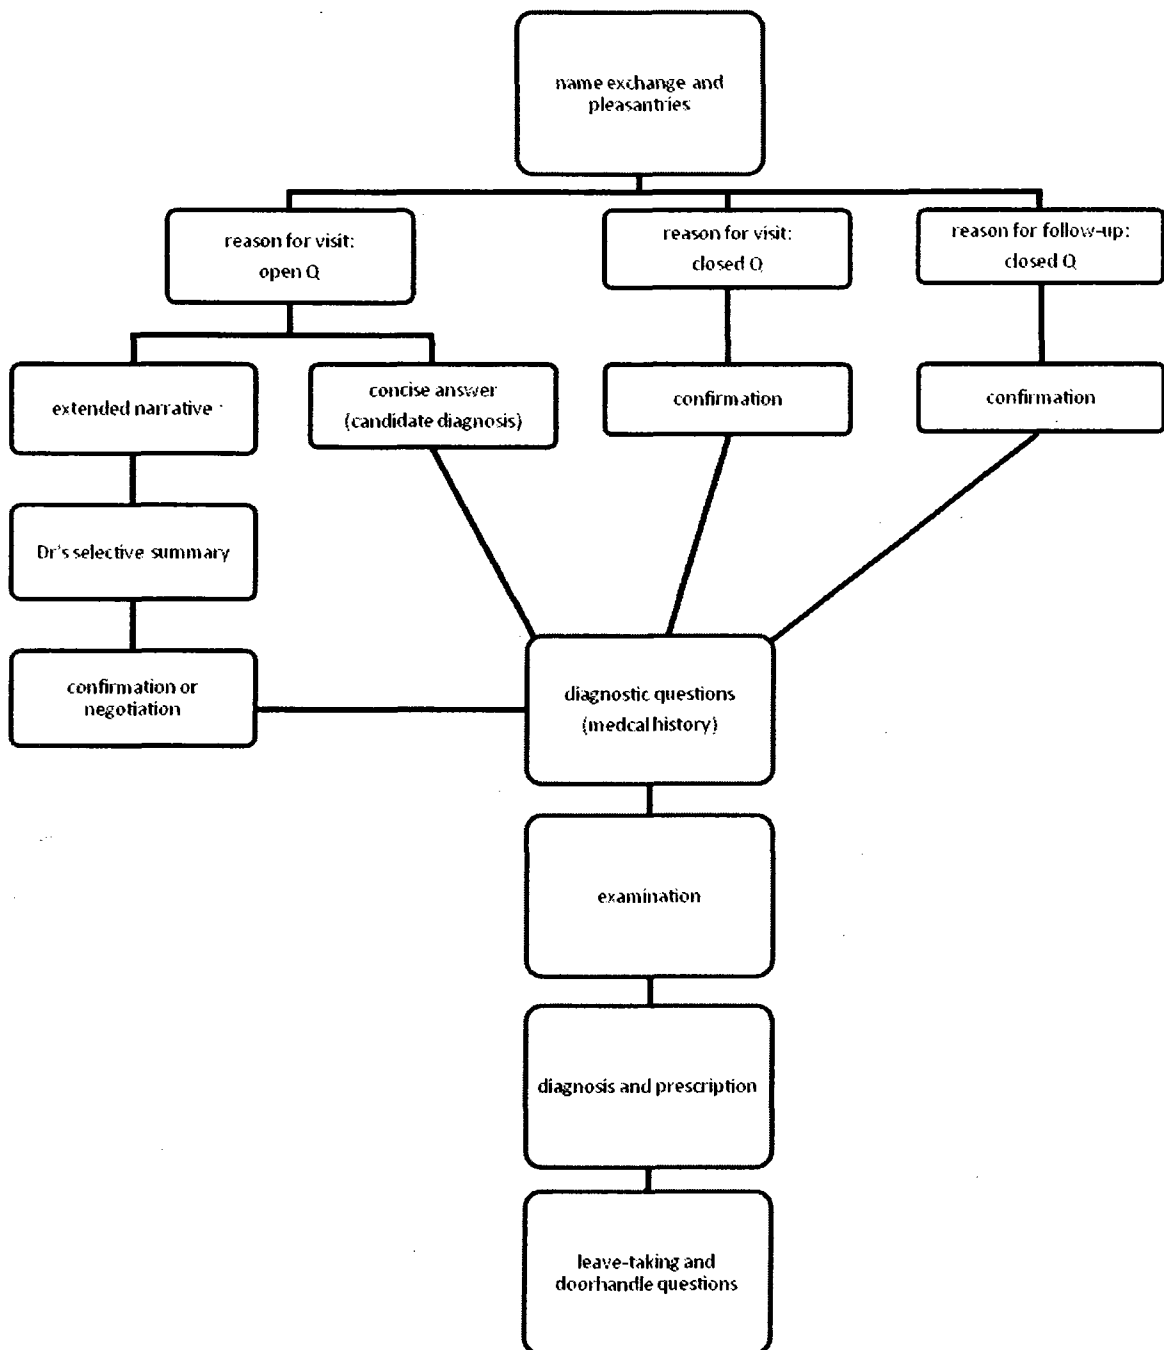 name exchange and
pleasantries
reason for visit:
open Q
reason for visit:
closed Q
reason for follow-up:
closed Q
extended narrative
concise answer
(candidate diagnosis)
confirmation
confirmation
Dr's selective summary
confirmation or
negotiation
diagnostic questions
(medcal history)
examination
diagnosis and prescription
leave-taking and
doorhandle questions